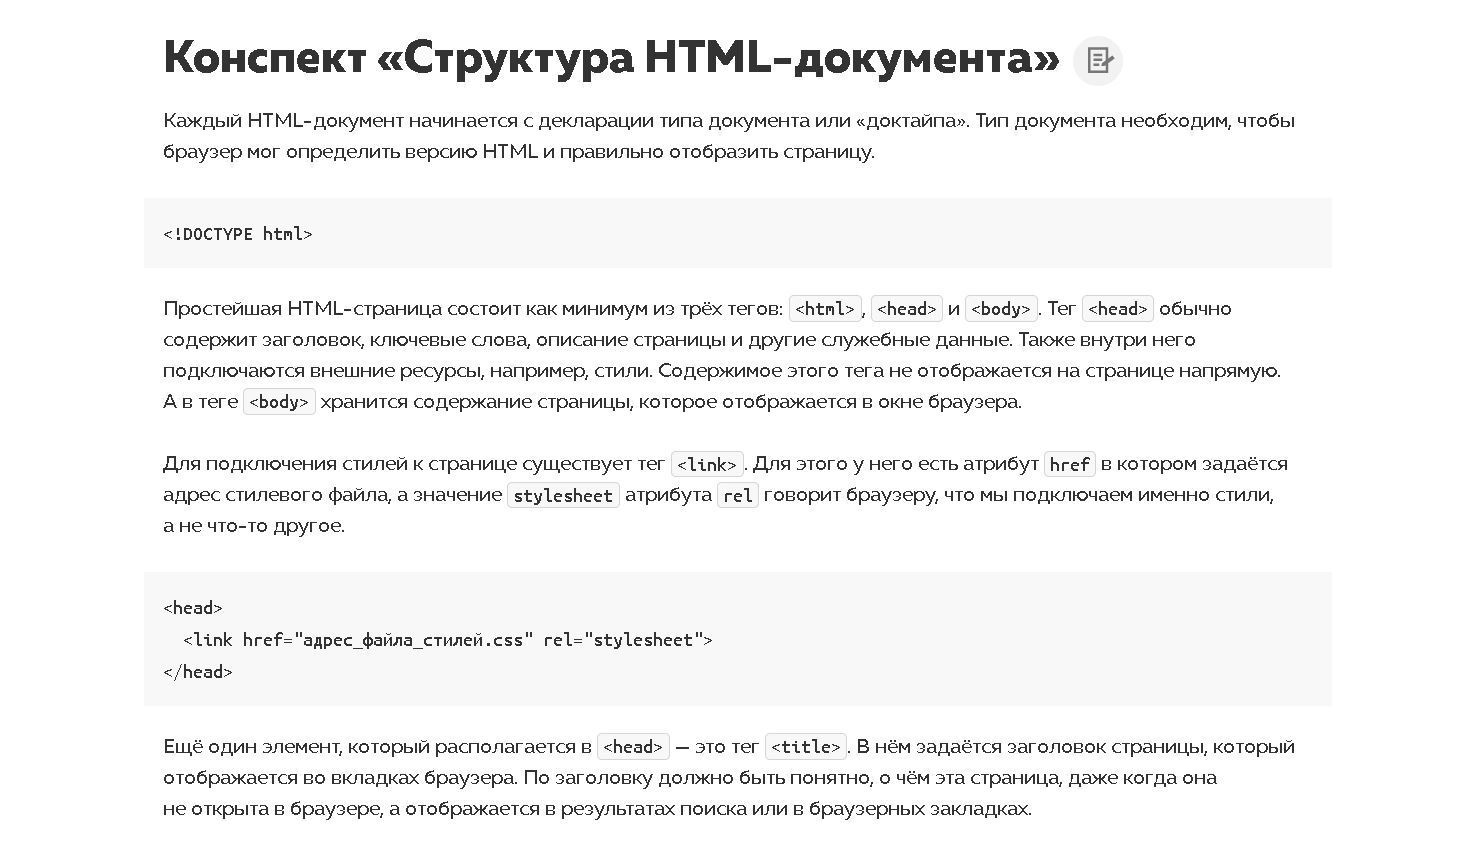 Конспект «Структура HTML-документа»
Каждый HTML-документ начинается с декларации типа документа или «доктайпа». Тип документа необходим, чтобы
браузер мог определить версию HTML и правильно отобразить страницу.
<!DOCTYPE html>
Простейшая HTML-страница состоит как минимум из трёх тегов: <html>, <head> и <body>. Тег <head> обычно
содержит заголовок, ключевые слова, описание страницы и другие служебные данные. Также внутри него
подключаются внешние ресурсы, например, стили. Содержимое этого тега не отображается на странице напрямую.
А в теге <body> хранится содержание страницы, которое отображается в окне браузера.
Для подключения стилей к странице существует тег <link>. Для этого у него есть атрибут href в котором задаётся
адрес стилевого файла, а значение stylesheet атрибута rel говорит браузеру, что мы подключаем именно стили,
а не что-то другое.
<head>
  <link href="адрес_файла_стилей.css" rel="stylesheet">
</head>
Ещё один элемент, который располагается в <head> — это тег <title>. В нём задаётся заголовок страницы, который
отображается во вкладках браузера. По заголовку должно быть понятно, о чём эта страница, даже когда она
не открыта в браузере, а отображается в результатах поиска или в браузерных закладках.